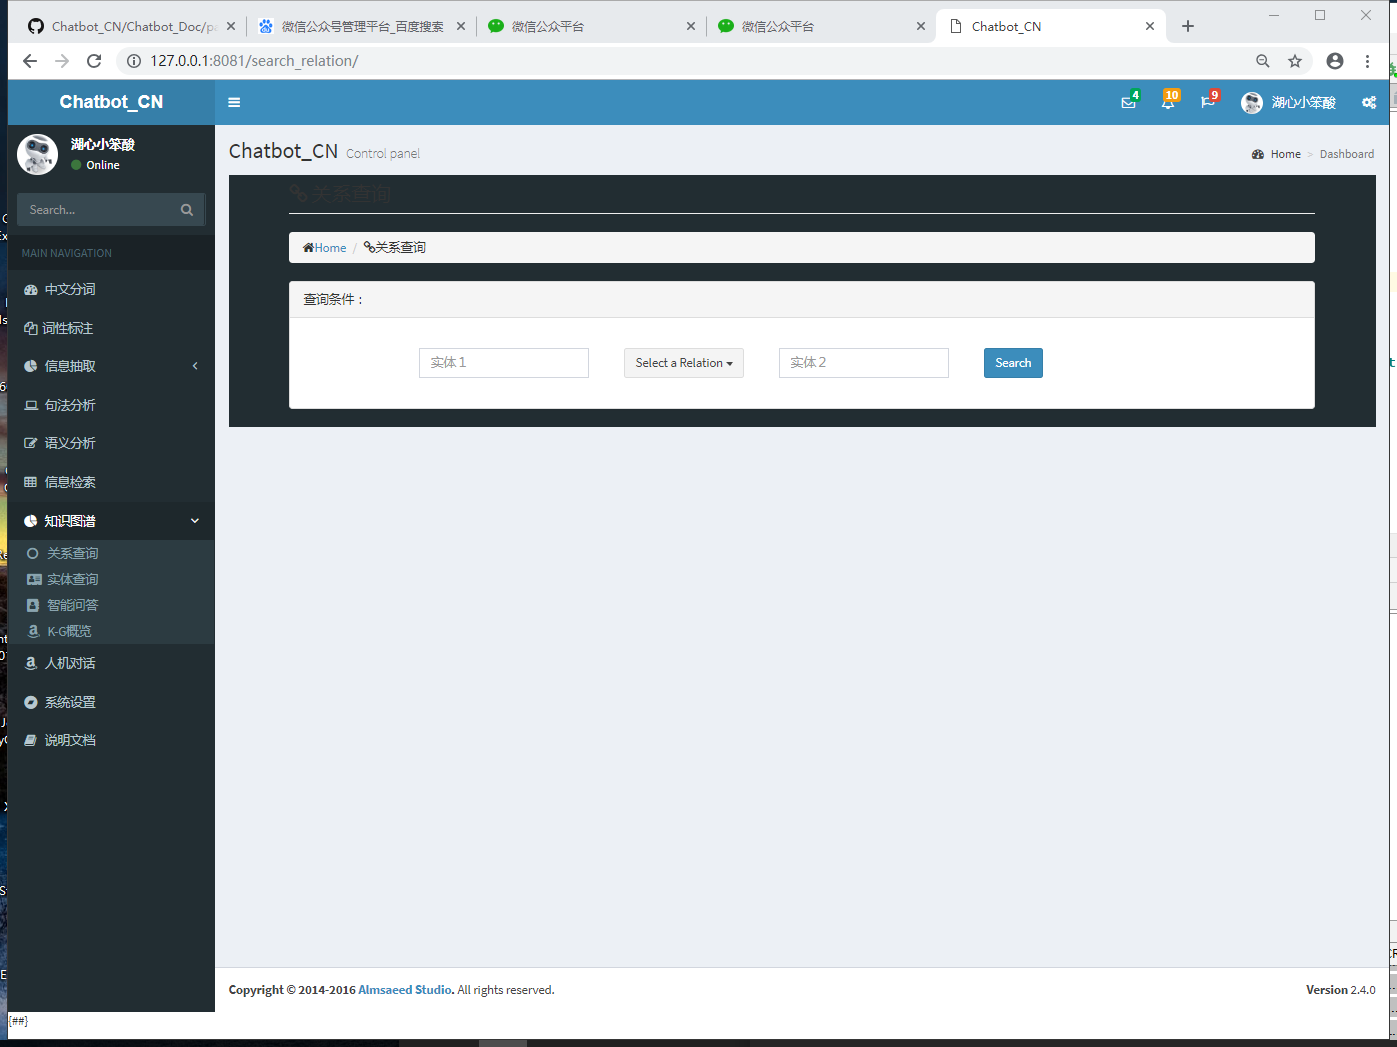 Chatbot_CN/Chatbot_Doc/pa
微信公众号管理平台_百度搜索
微信公众平台
微信公众平台
Chatbot_CN
127.0.0.1:8081/search_relation/
Chatbot_CN
4
10
9
湖心小笨酸
湖心小笨酸
Online
Search...
MAIN NAVIGATION
中文分词
词性标注
信息抽取
句法分析
语义分析
信息检索
知识图谱
关系查询
实体查询
智能问答
K-G概览
人机对话
系统设置
说明文档
Chatbot_CN Control panel
Home > Dashboard
关系查询
Home / 关系查询
查询条件：
实体1
Select a Relation
实体2
Search
Copyright © 2014-2016 Almsaeed Studio. All rights reserved.
Version 2.4.0
{##}